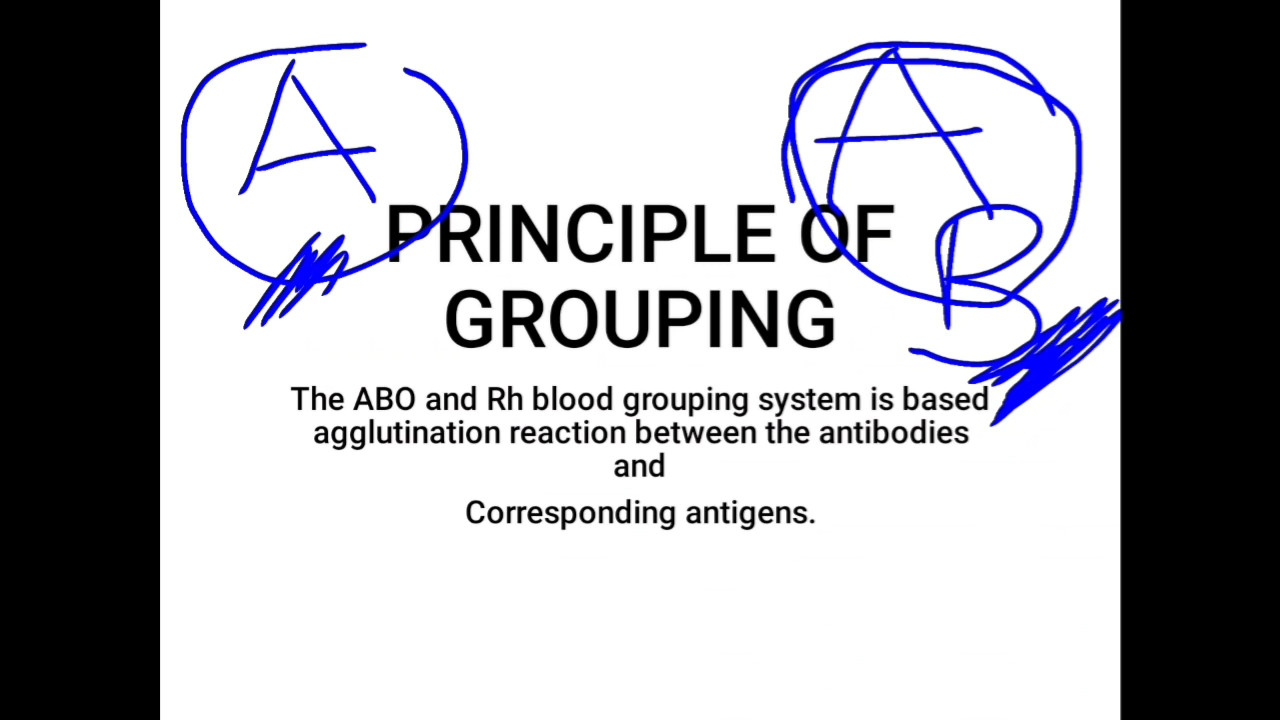 A
A
B
PRINCIPLE OF
GROUPING
The ABO and Rh blood grouping system is based
agglutination reaction between the antibodies
and
Corresponding antigens.